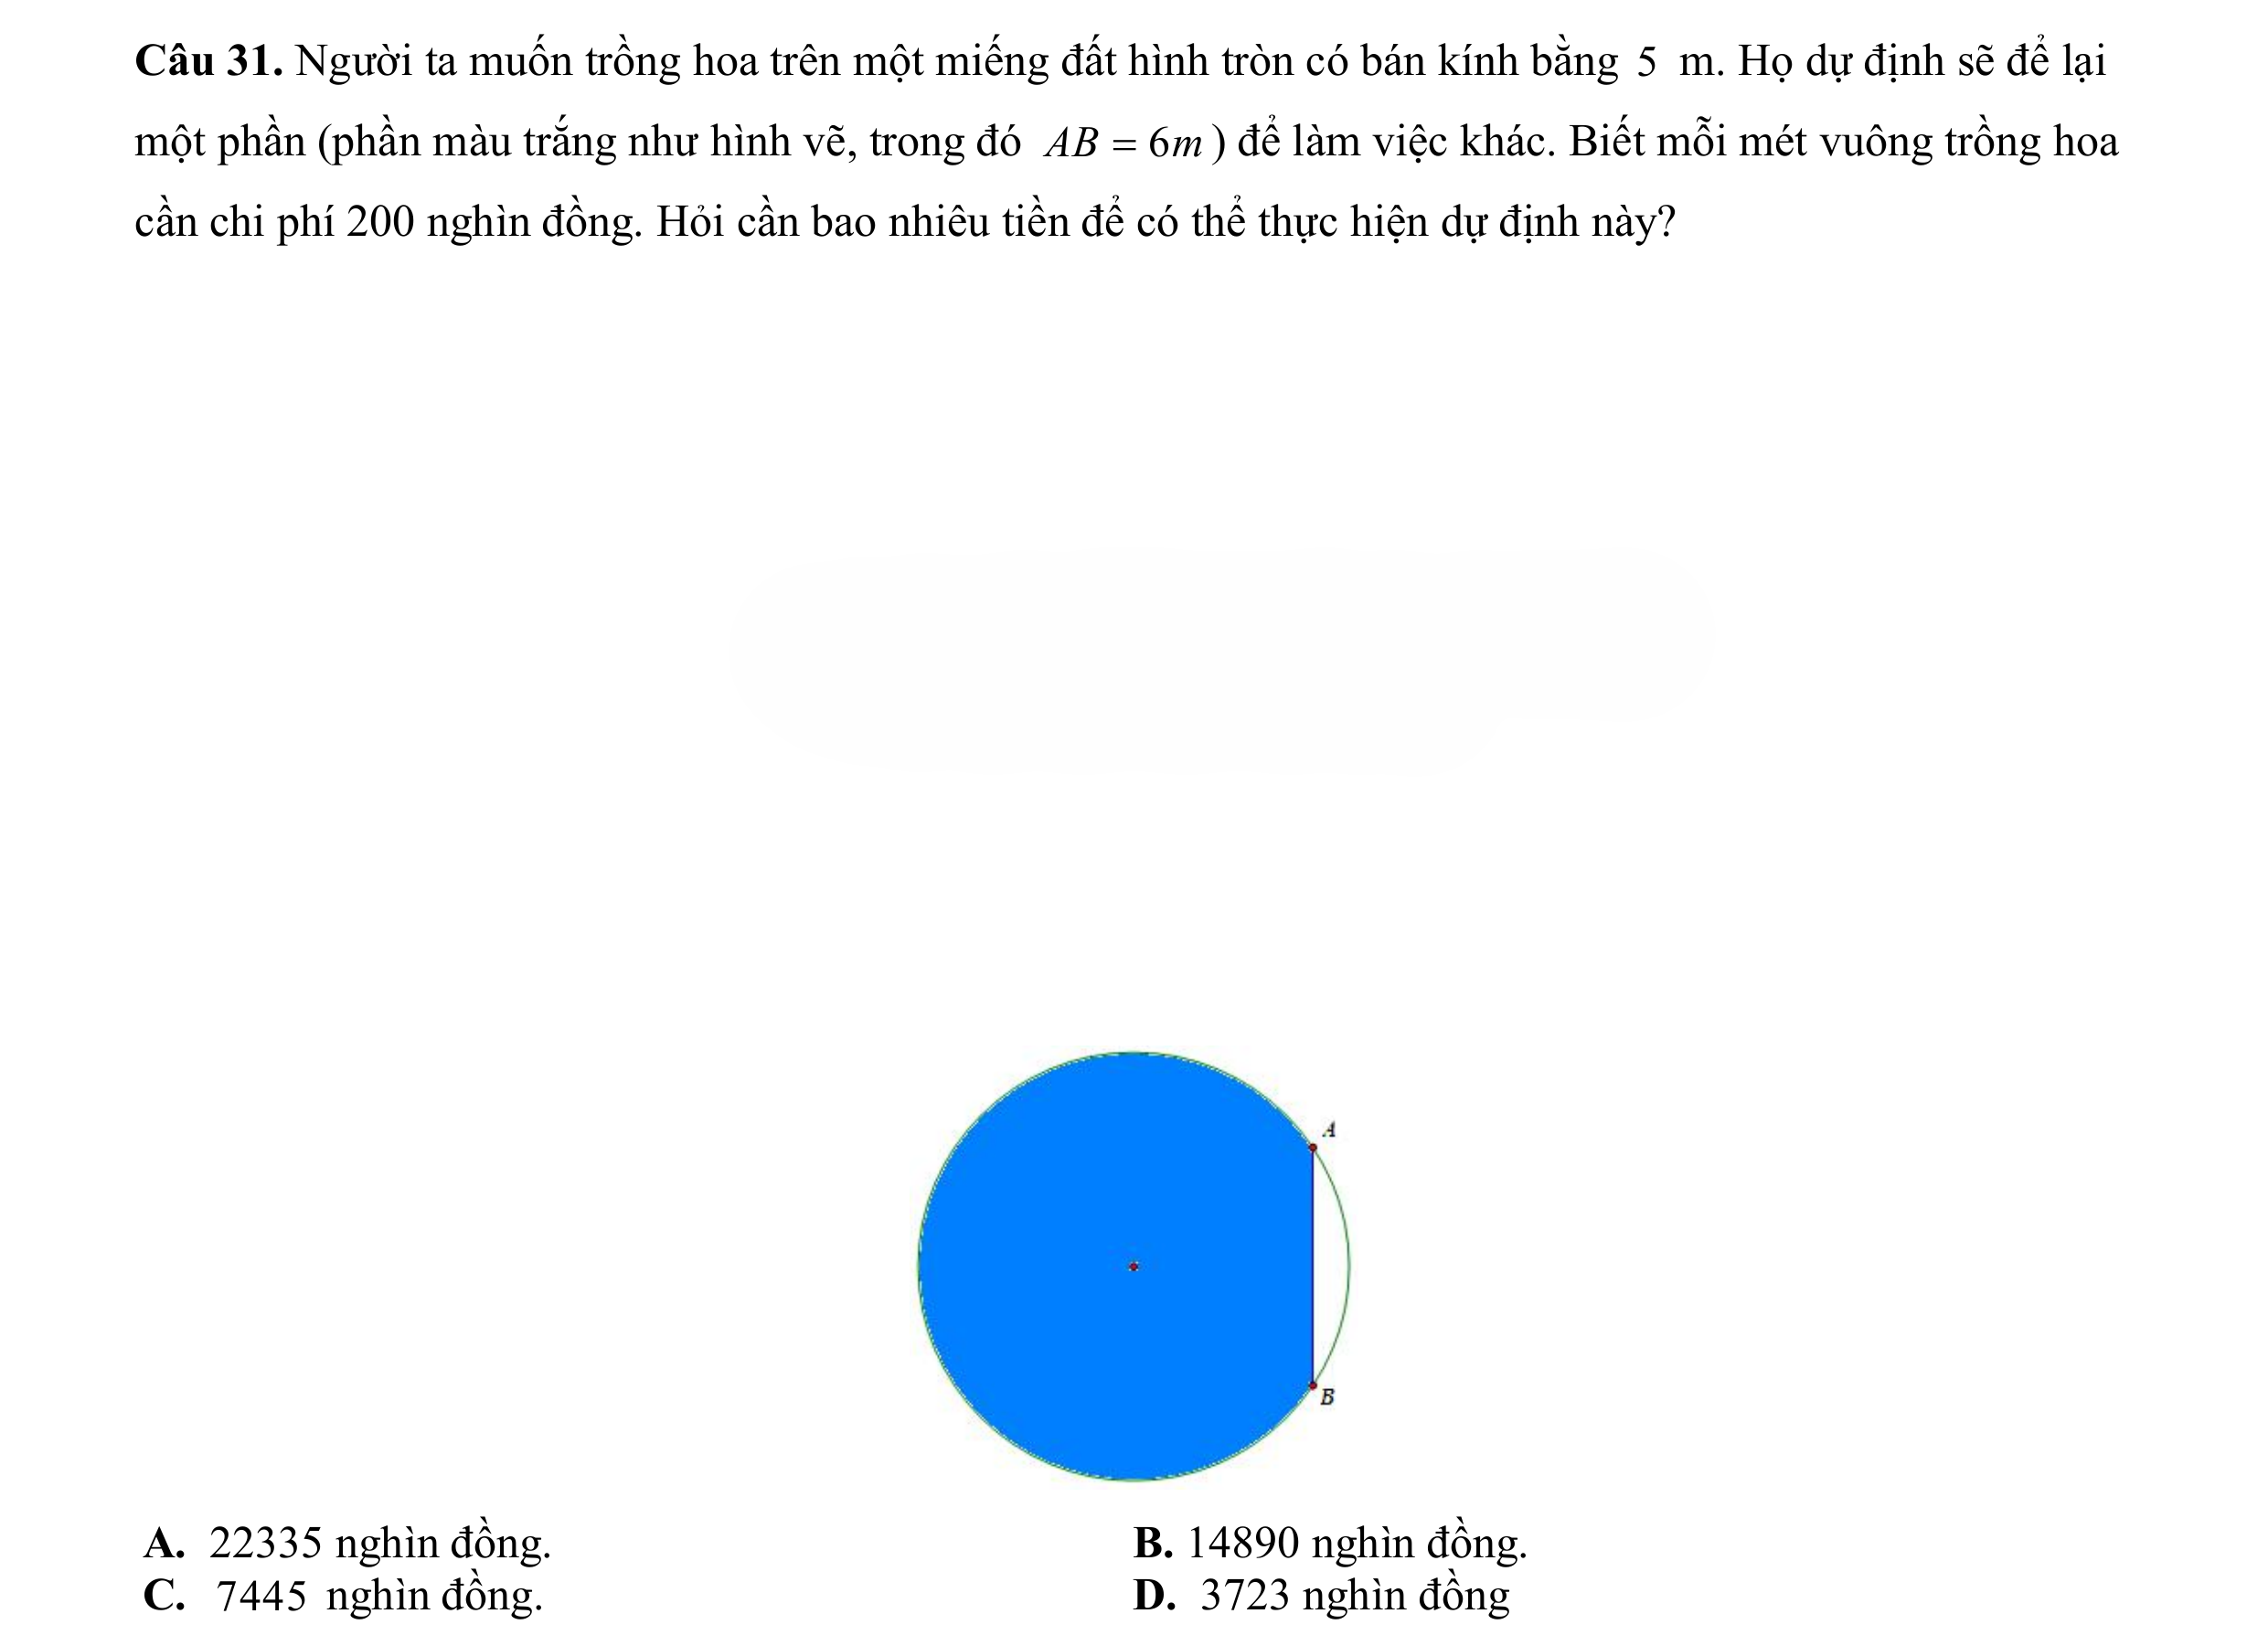 Câu 31. Người ta muốn trồng hoa trên một miếng đất hình tròn có bán kính bằng 5 m. Họ dự định sẽ để lại
một phần (phần màu trắng như hình vẽ, trong đó AB = 6m ) để làm việc khác. Biết mỗi mét vuông trồng hoa
cần chi phí 200 nghìn đồng. Hỏi cần bao nhiêu tiền để có thể thực hiện dự định này?
A
B
A. 22335 nghìn đồng.
B. 14890 nghìn đồng.
C. 7445 nghìn đồng.
D. 3723 nghìn đồng